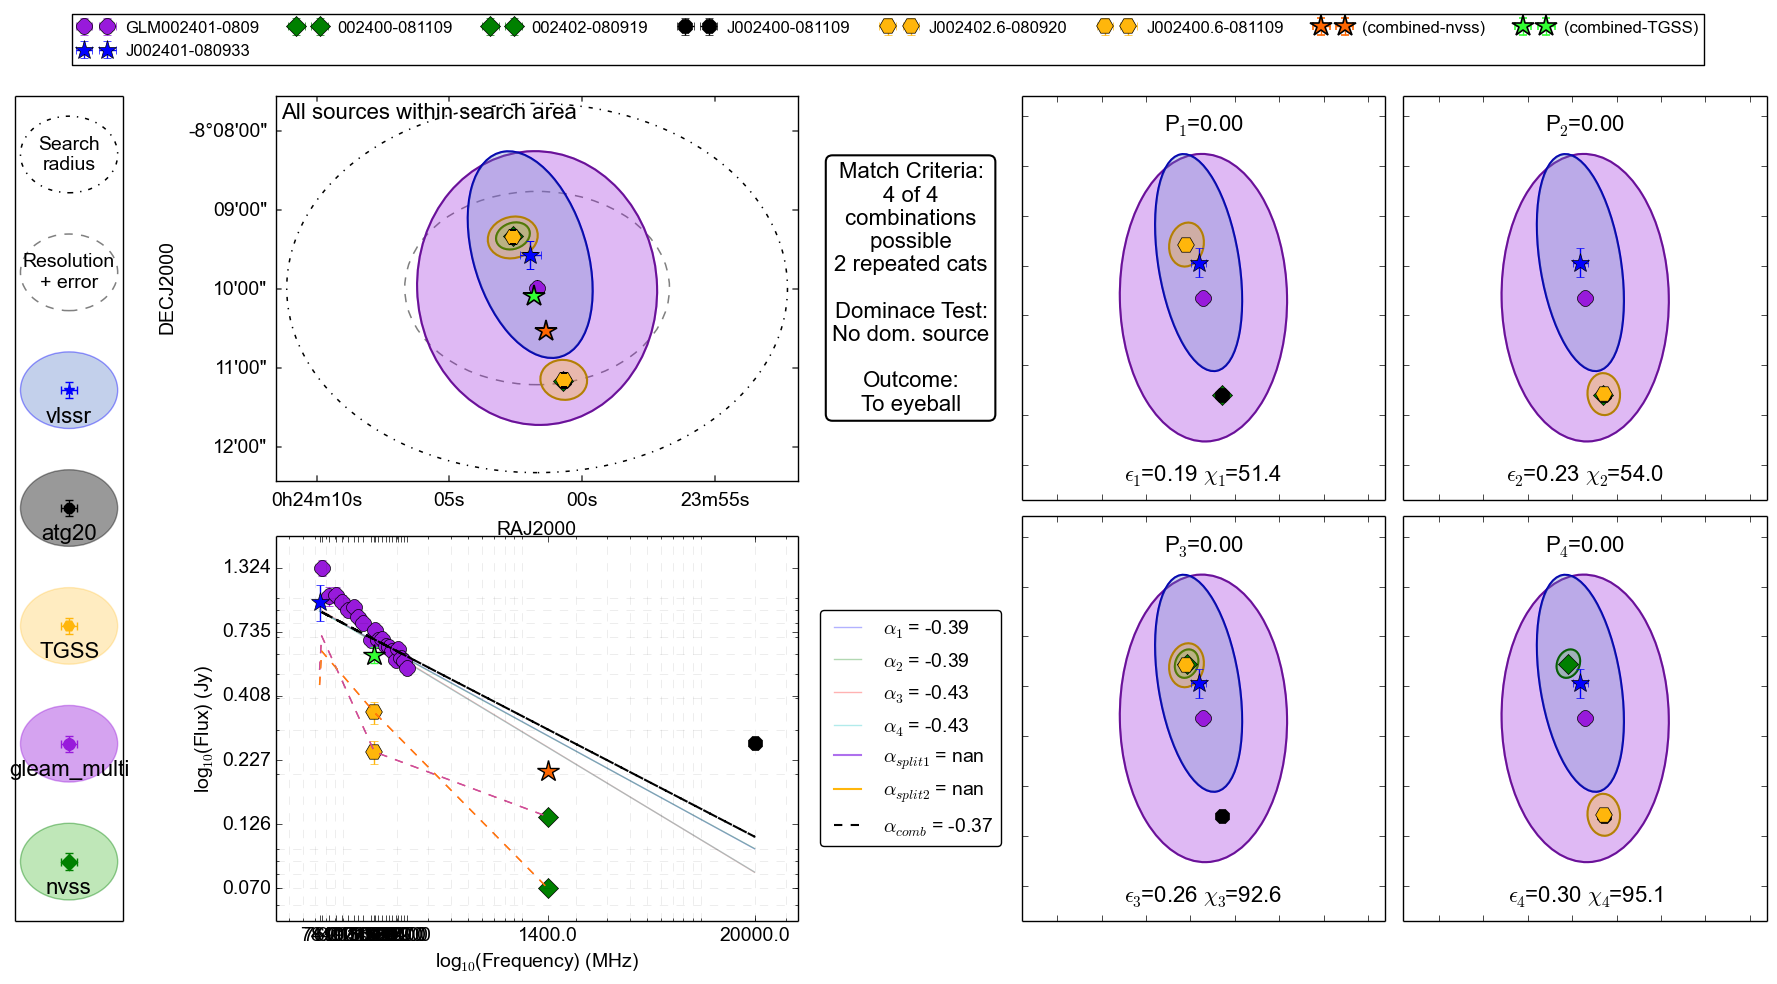 GLM002401-0809 002400-081109 002402-080919 J002400-081109 J002402.6-080920 J002400.6-081109 (combined-nvss) (combined-TGSS)
J002401-080933
Search
radius
Resolution
+ error
vlssr
atg20
TGSS
gleam_multi
nvss
All sources within search area
DECJ2000
-8°08'00"
09'00"
10'00"
11'00"
12'00"
0h24m10s 05s 00s 23m55s
RAJ2000
Match Criteria:
4 of 4
combinations
possible
2 repeated cats
Dominace Test:
No dom. source
Outcome:
To eyeball
P1=0.00
ϵ1=0.19 χ1=51.4
P2=0.00
ϵ2=0.23 χ2=54.0
log10(Flux) (Jy)
1.324
0.735
0.408
0.227
0.126
0.070
1400.0 20000.0
log10(Frequency) (MHz)
α1 = -0.39
α2 = -0.39
α3 = -0.43
α4 = -0.43
αsplit1 = nan
αsplit2 = nan
αcomb = -0.37
P3=0.00
ϵ3=0.26 χ3=92.6
P4=0.00
ϵ4=0.30 χ4=95.1